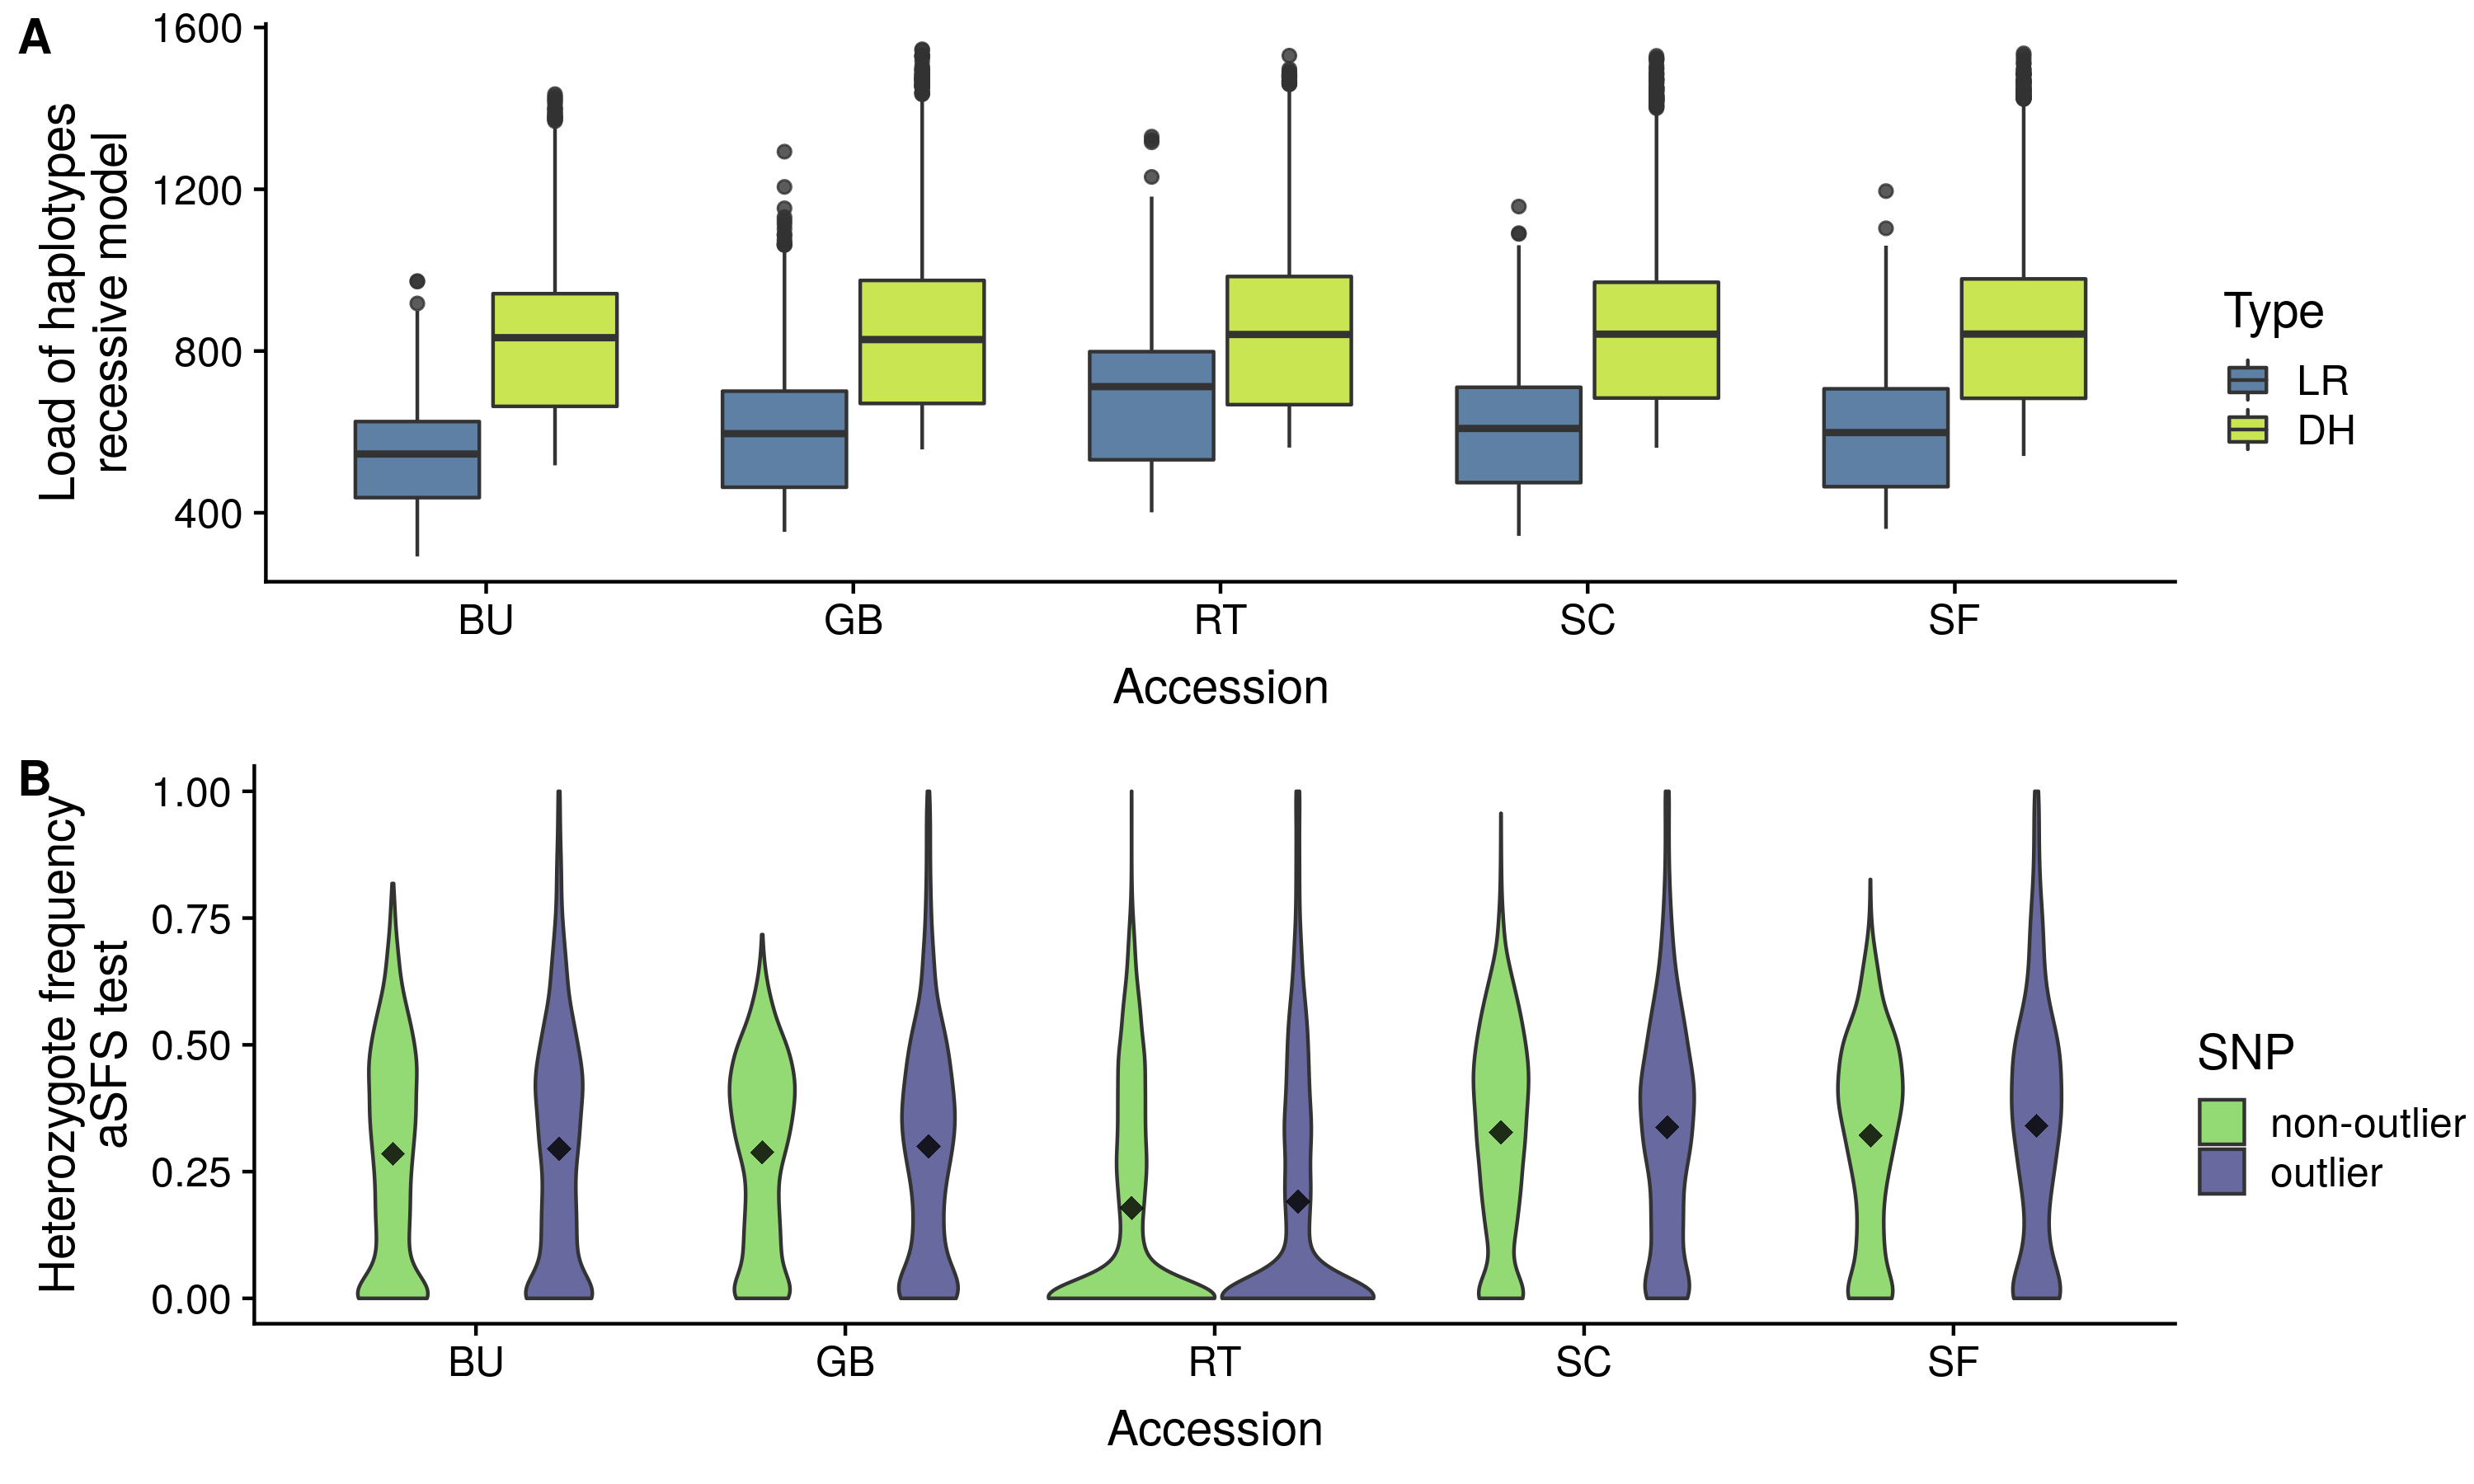 A
Load of haplotypes
recessive model
1600
1200
800
400
BU GB RT SC SF
Accession
Type
LR
DH
B
Heterozygote frequency
aSFS test
1.00
0.75
0.50
0.25
0.00
BU GB RT SC SF
Accession
SNP
non-outlier
outlier